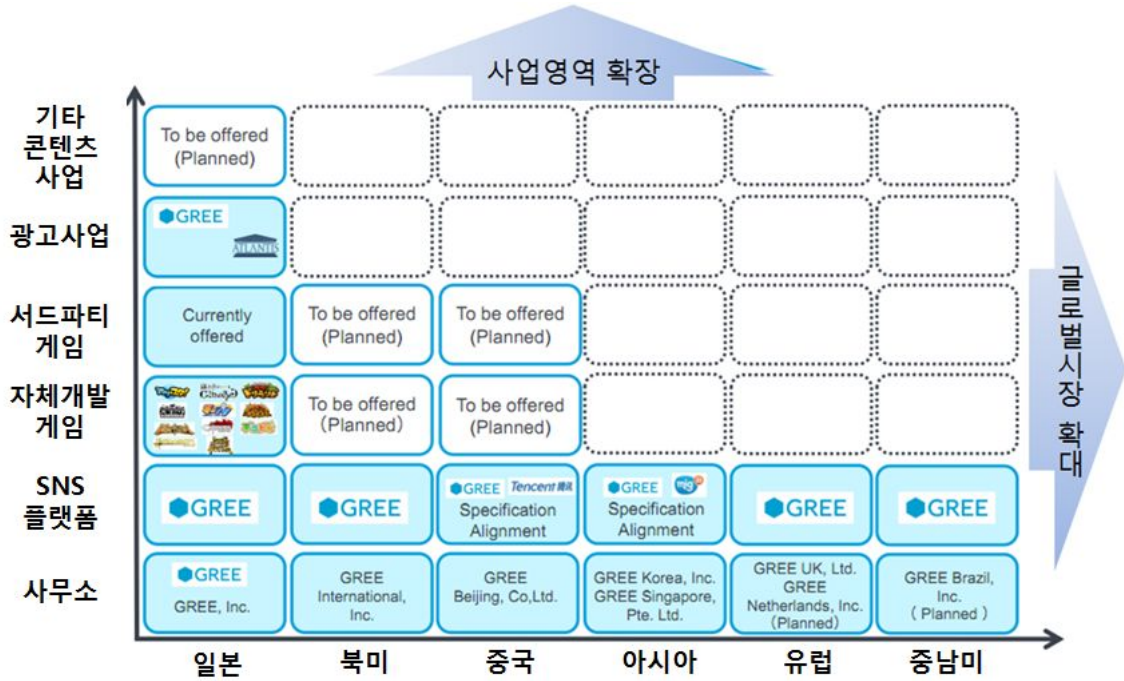 사업영역 확장
기타
콘텐츠
사업
To be offered
(Planned)
광고사업
GREE
ATLANTIS
서드파티
게임
Currently
offered
To be offered
(Planned)
To be offered
(Planned)
자체개발
게임
To be offered
(Planned)
To be offered
(Planned)
SNS
플랫폼
GREE
GREE
GREE Tencent 腾讯
Specification
Alignment
GREE mig
Specification
Alignment
GREE
GREE
사무소
GREE
GREE, Inc.
GREE
International,
Inc.
GREE
Beijing, Co,Ltd.
GREE Korea, Inc.
GREE Singapore,
Pte. Ltd.
GREE UK, Ltd.
GREE
Netherlands, Inc.
(Planned)
GREE Brazil,
Inc.
( Planned )
일본
북미
중국
아시아
유럽
중남미
글로벌시장 확대